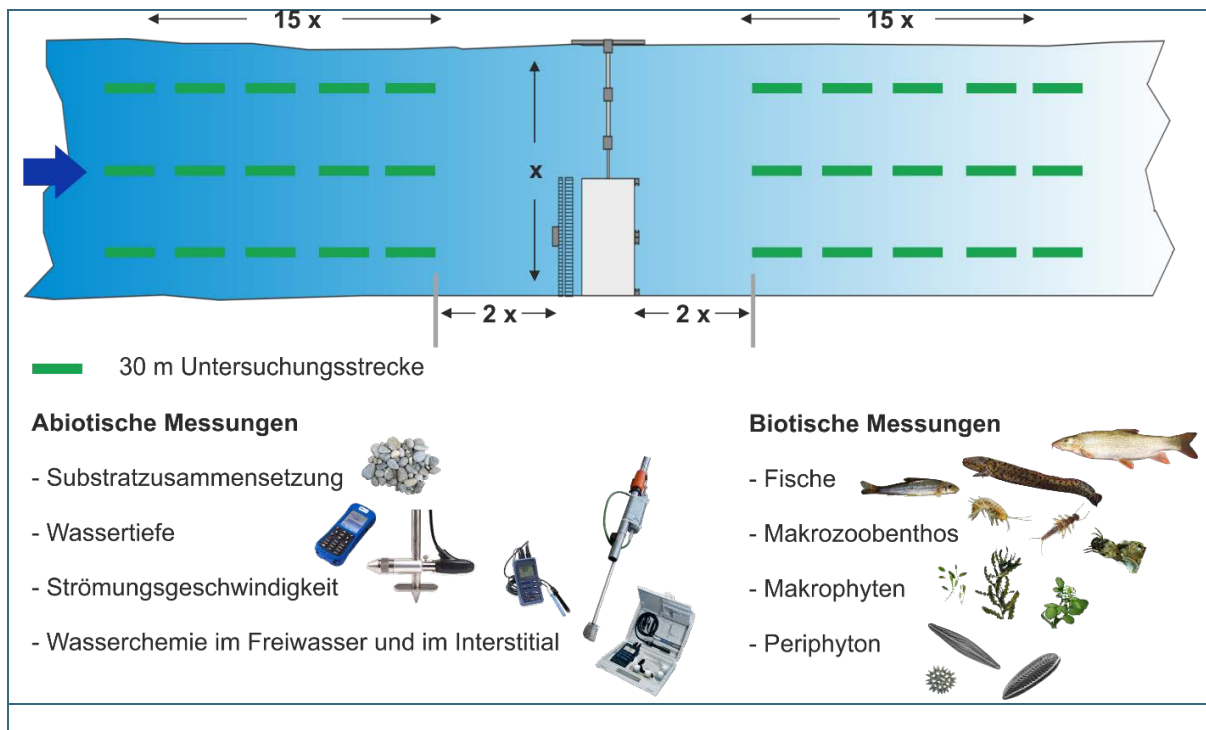 15 x
15 x
x
2 x
2 x
30 m Untersuchungsstrecke
Abiotische Messungen
- Substratzusammensetzung
- Wassertiefe
- Strömungsgeschwindigkeit
- Wasserchemie im Freiwasser und im Interstitial
Biotische Messungen
- Fische
- Makrozoobenthos
- Makrophyten
- Periphyton